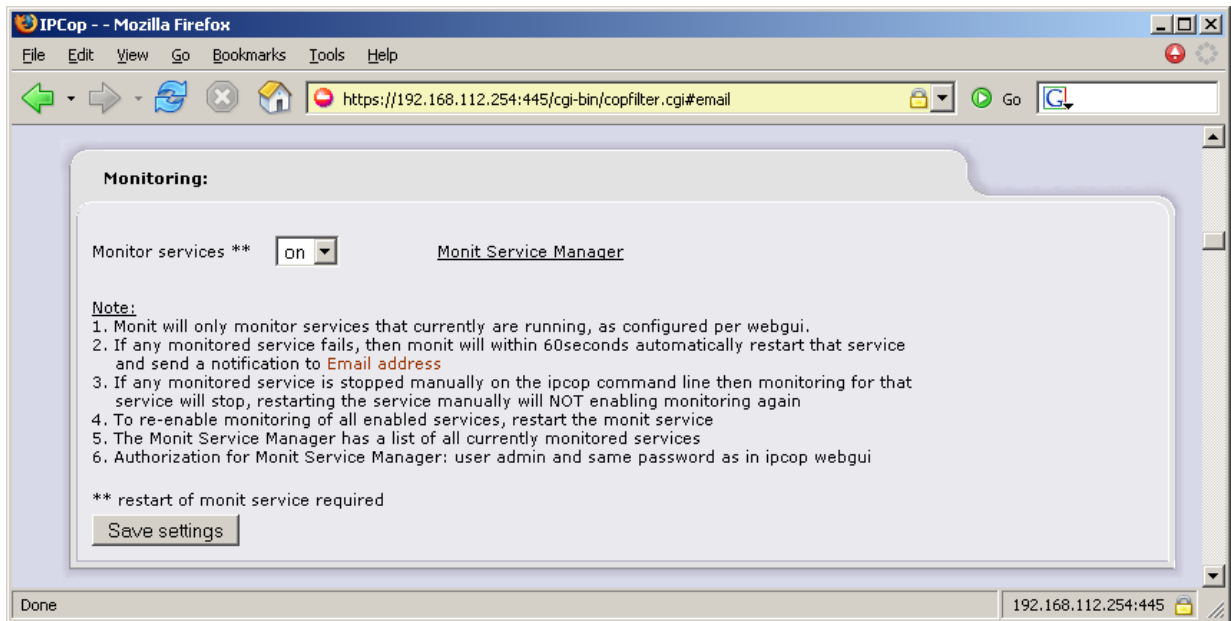 IPCop - - Mozilla Firefox
File Edit View Go Bookmarks Tools Help
https://192.168.112.254:445/cgi-bin/copfilter.cgi#email Go G
Monitoring:
Monitor services ** on Monit Service Manager
Note:
1. Monit will only monitor services that currently are running, as configured per webgui.
2. If any monitored service fails, then monit will within 60seconds automatically restart that service
and send a notification to Email address
3. If any monitored service is stopped manually on the ipcop command line then monitoring for that
service will stop, restarting the service manually will NOT enabling monitoring again
4. To re-enable monitoring of all enabled services, restart the monit service
5. The Monit Service Manager has a list of all currently monitored services
6. Authorization for Monit Service Manager: user admin and same password as in ipcop webgui
** restart of monit service required
Save settings
Done 192.168.112.254:445